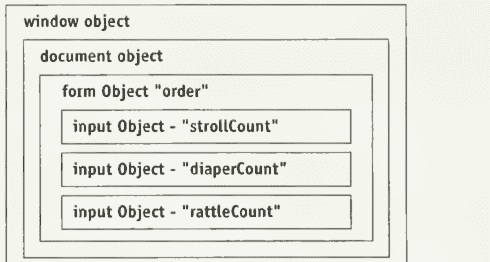 window object
document object
form Object "order"
input Object - "strollCount"
input Object - "diaperCount"
input Object - "rattleCount"